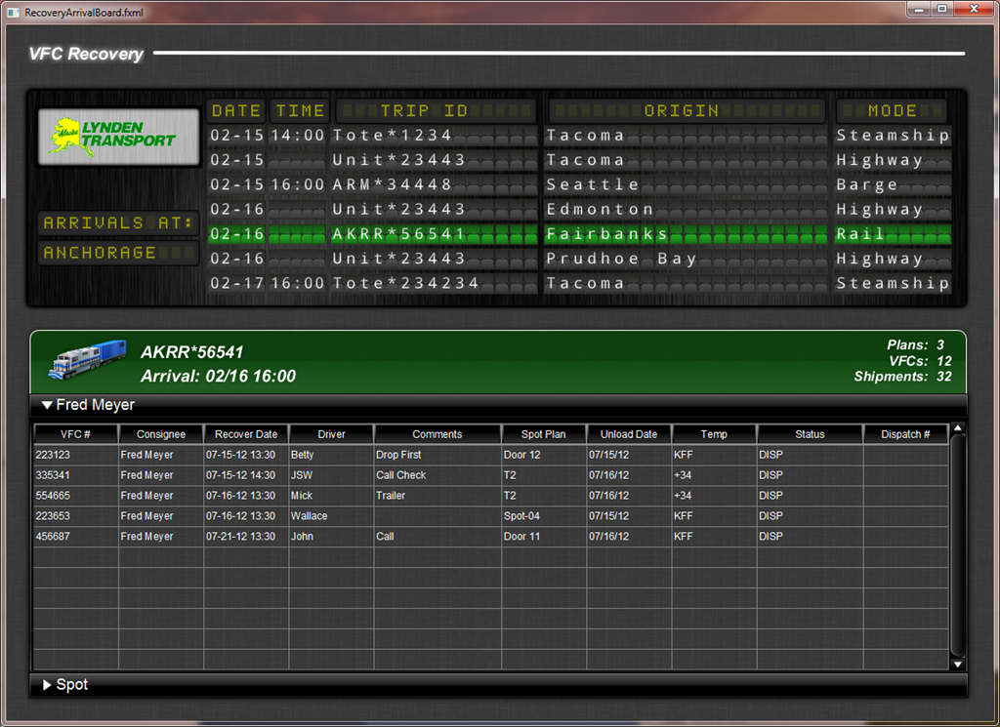 RecoveryArrivalBoard.fxml
VFC Recovery
Alaska
LYNDEN
TRANSPORT
ARRIVALS AT:
ANCHORAGE
DATE TIME TRIP ID ORIGIN MODE
02-15 14:00 Tote*1234 Tacoma Steamship
02-15 Unit*23443 Tacoma Highway
02-15 16:00 ARM*34448 Seattle Barge
02-16 Unit*23443 Edmonton Highway
02-16 AKRR*56541 Fairbanks Rail
02-16 Unit*23443 Prudhoe Bay Highway
02-17 16:00 Tote*234234 Tacoma Steamship
AKRR*56541
Arrival: 02/16 16:00
Plans: 3
VFCs: 12
Shipments: 32
Fred Meyer
VFC # Consignee Recover Date Driver Comments Spot Plan Unload Date Temp Status Dispatch #
223123 Fred Meyer 07-15-12 13:30 Betty Drop First Door 12 07/15/12 KFF DISP
335341 Fred Meyer 07-15-12 14:30 JSW Call Check T2 07/16/12 +34 DISP
554665 Fred Meyer 07-16-12 13:30 Mick Trailer T2 07/16/12 +34 DISP
223653 Fred Meyer 07-16-12 13:30 Wallace Spot-04 07/15/12 KFF DISP
456687 Fred Meyer 07-21-12 13:30 John Call Door 11 07/16/12 KFF DISP
Spot